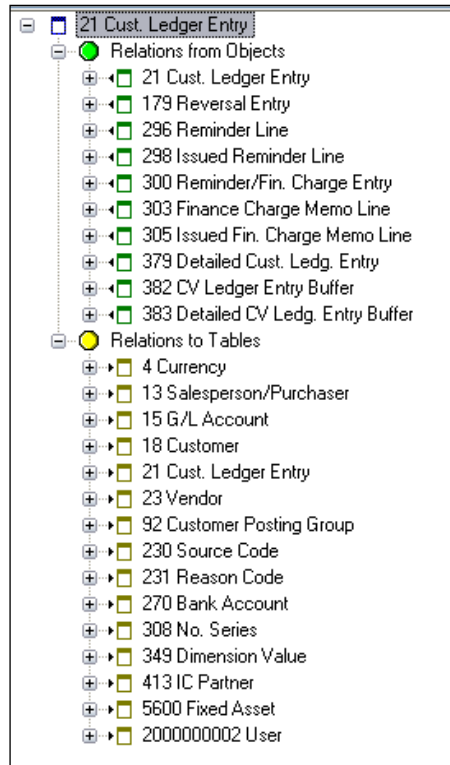 21 Cust. Ledger Entry
Relations from Objects
21 Cust. Ledger Entry
179 Reversal Entry
296 Reminder Line
298 Issued Reminder Line
300 Reminder/Fin. Charge Entry
303 Finance Charge Memo Line
305 Issued Fin. Charge Memo Line
379 Detailed Cust. Ledg. Entry
382 CV Ledger Entry Buffer
383 Detailed CV Ledg. Entry Buffer
Relations to Tables
4 Currency
13 Salesperson/Purchaser
15 G/L Account
18 Customer
21 Cust. Ledger Entry
23 Vendor
92 Customer Posting Group
230 Source Code
231 Reason Code
270 Bank Account
308 No. Series
349 Dimension Value
413 IC Partner
5600 Fixed Asset
2000000002 User